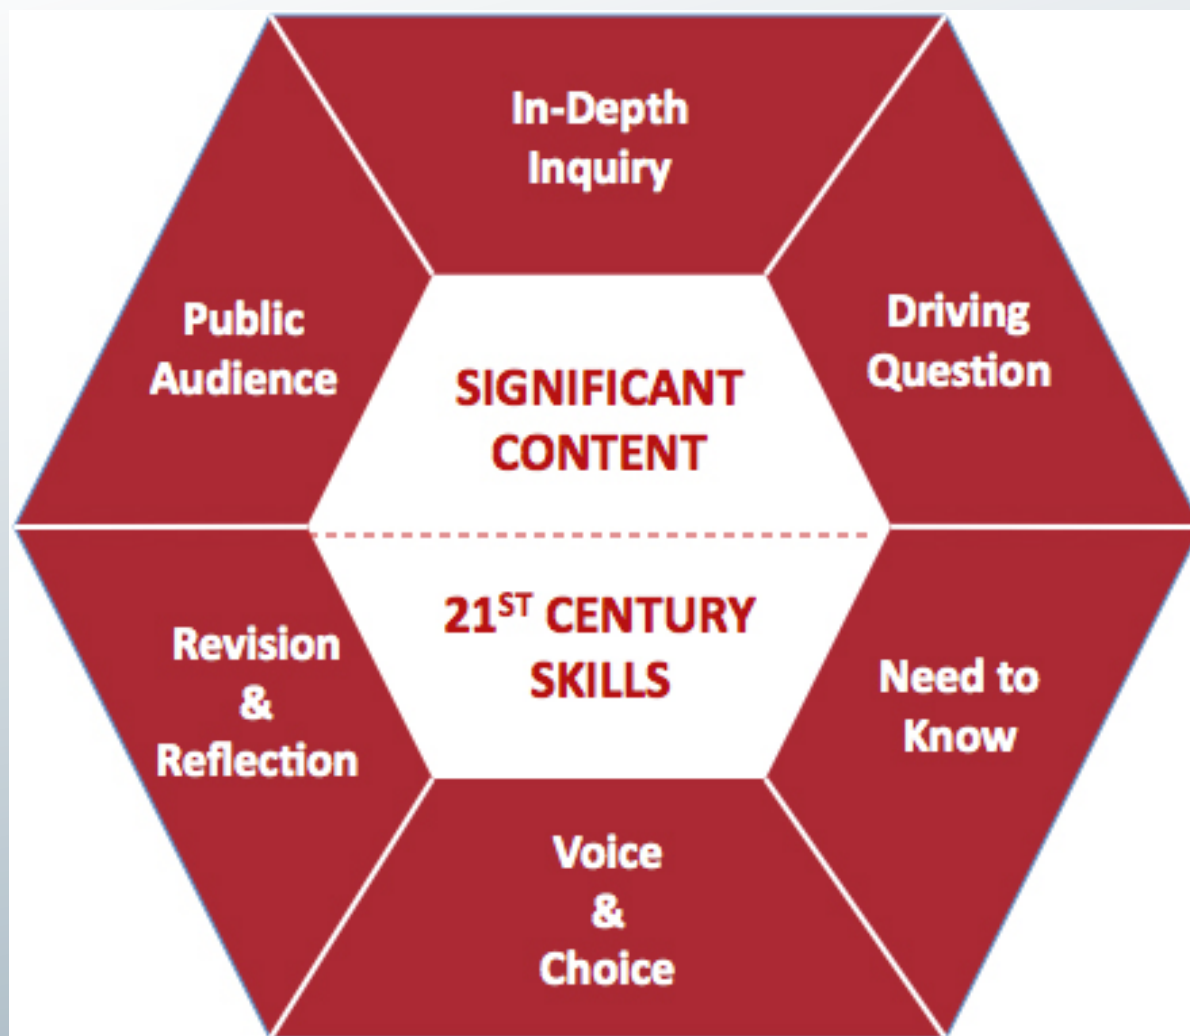 In-Depth
Inquiry
Driving
Question
Need to
Know
Voice
&
Choice
Revision
&
Reflection
Public
Audience
SIGNIFICANT
CONTENT
21ST CENTURY
SKILLS